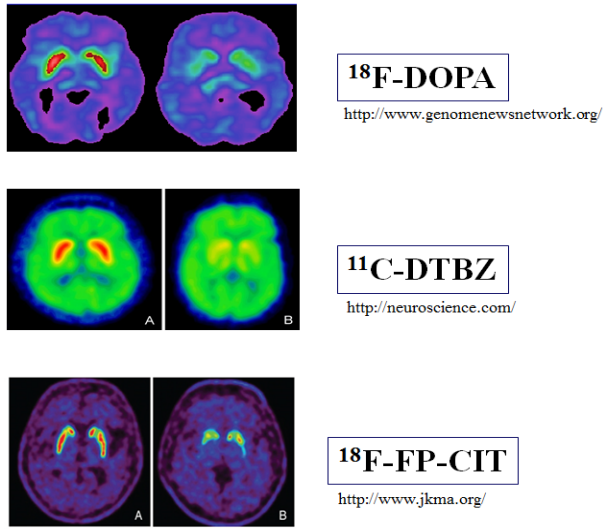 ¹⁸F-DOPA
http://www.genomenewsnetwork.org/
A
B
¹¹C-DTBZ
http://neuroscience.com/
A
B
¹⁸F-FP-CIT
http://www.jkma.org/